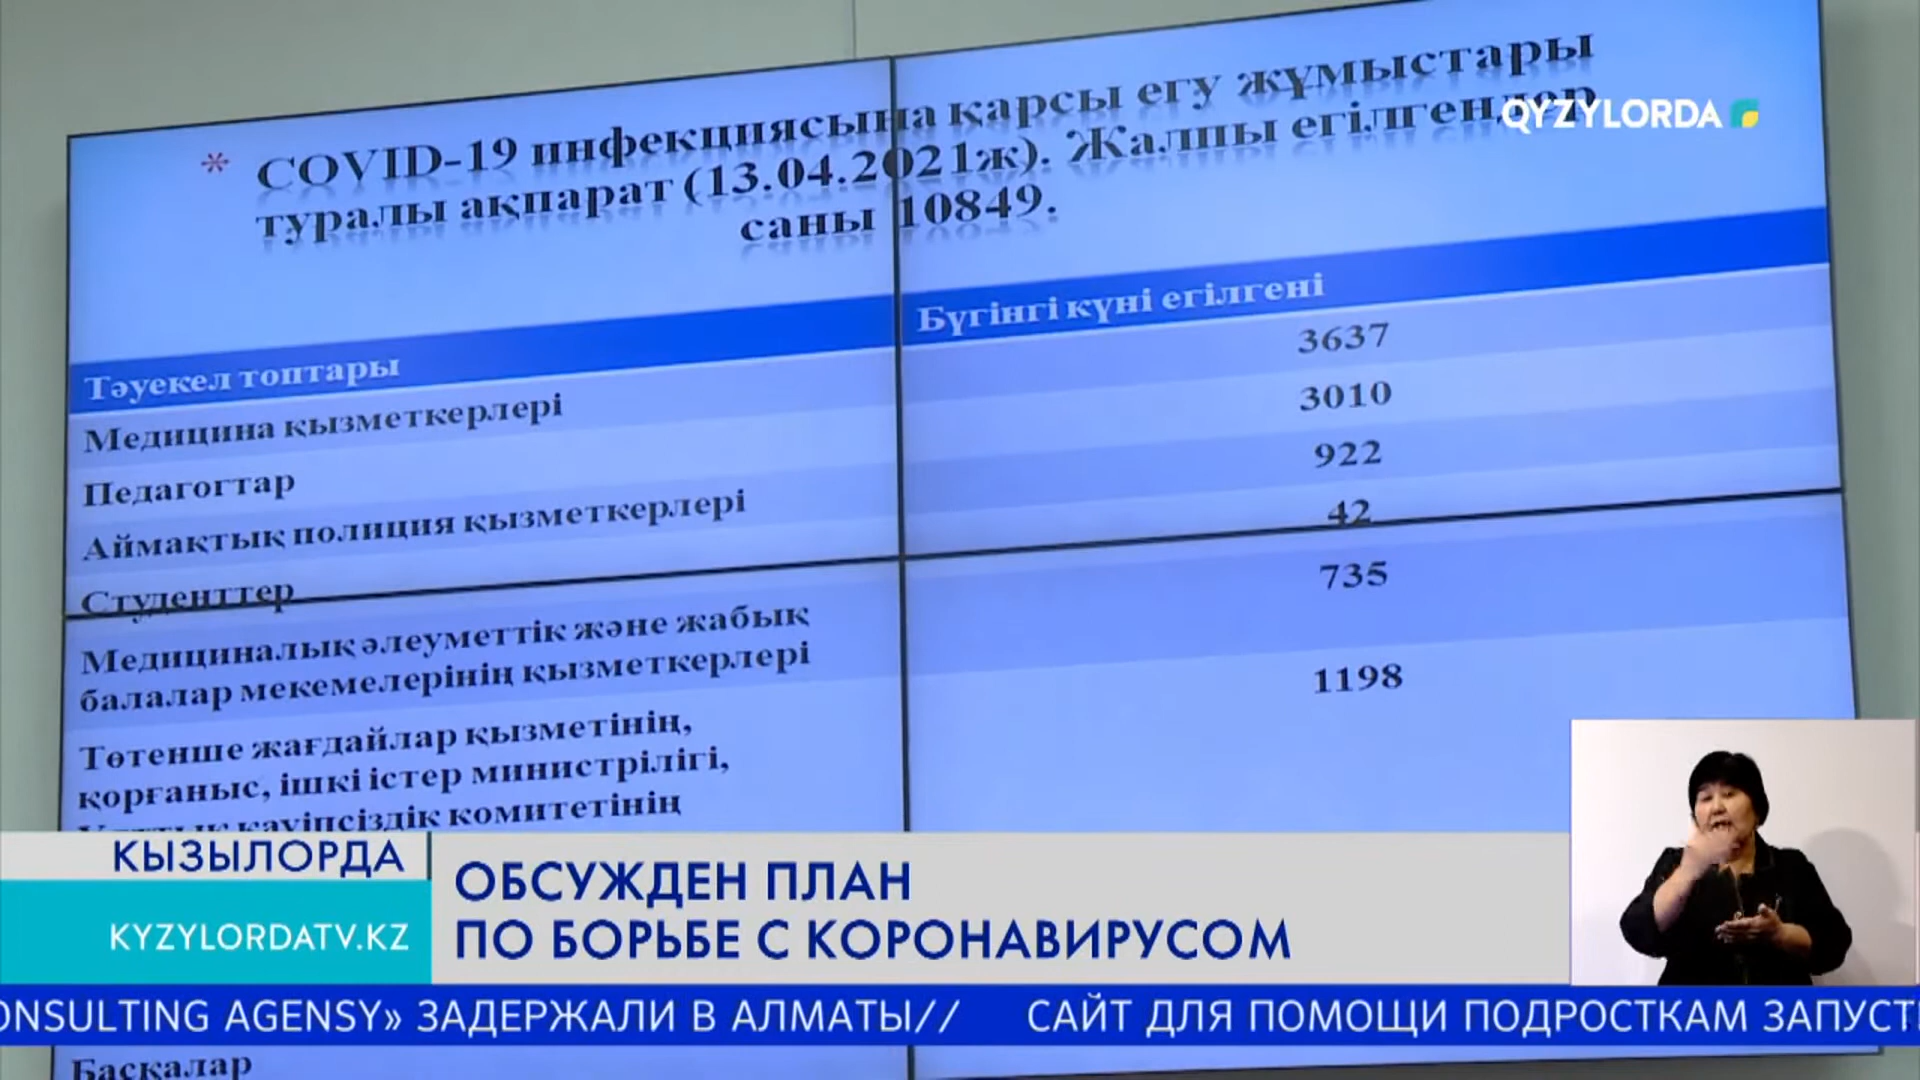 * COVID-19 инфекциясына қарсы егу жұмыстары
туралы ақпарат (13.04.2021ж). Жалпы егілгендер
саны 10849.
QYZYLORDA
Тәуекел топтары Бүгінгі күні егілгені
Медицина қызметкерлері 3637
Педагогтар 3010
Аймақтық полиция қызметкерлері 922
Студенттер 42
Медициналық әлеуметтік және жабық 735
балалар мекемелерінің қызметкерлері
Төтенше жағдайлар қызметінің, 1198
қорғаныс, ішкі істер министрілігі,
қауіпсіздік комитетінің
КЫЗЫЛОРДА
KYZYLORDATV.KZ
ОБСУЖДЕН ПЛАН
ПО БОРЬБЕ С КОРОНАВИРУСОМ
ONSULTING AGENSY» ЗАДЕРЖАЛИ В АЛМАТЫ// САЙТ ДЛЯ ПОМОЩИ ПОДРОСТКАМ ЗАПУСТ
Басқалар